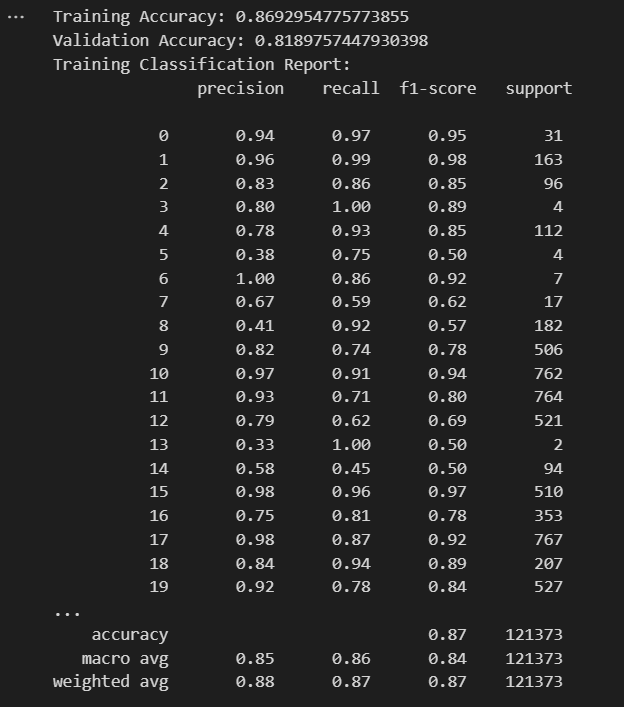 ...
Training Accuracy: 0.8692954775773855
Validation Accuracy: 0.8189757447930398
Training Classification Report:
precision recall f1-score support
0 0.94 0.97 0.95 31
1 0.96 0.99 0.98 163
2 0.83 0.86 0.85 96
3 0.80 1.00 0.89 4
4 0.78 0.93 0.85 112
5 0.38 0.75 0.50 4
6 1.00 0.86 0.92 7
7 0.67 0.59 0.62 17
8 0.41 0.92 0.57 182
9 0.82 0.74 0.78 506
10 0.97 0.91 0.94 762
11 0.93 0.71 0.80 764
12 0.79 0.62 0.69 521
13 0.33 1.00 0.50 2
14 0.58 0.45 0.50 94
15 0.98 0.96 0.97 510
16 0.75 0.81 0.78 353
17 0.98 0.87 0.92 767
18 0.84 0.94 0.89 207
19 0.92 0.78 0.84 527
...
accuracy 0.87 121373
macro avg 0.85 0.86 0.84 121373
weighted avg 0.88 0.87 0.87 121373